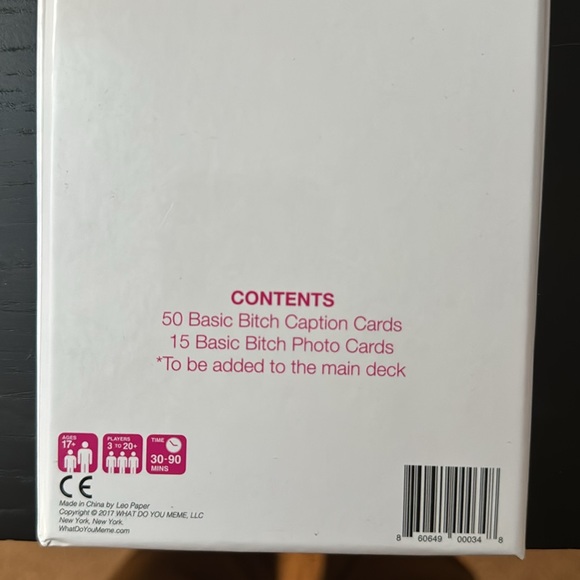 CONTENTS
50 Basic Bitch Caption Cards
15 Basic Bitch Photo Cards
*To be added to the main deck
AGES
17+
PLAYERS
3 TO 20+
TIME
30-90
MINS
CE
Made in China by Leo Paper
Copyright © 2017 WHAT DO YOU MEME, LLC
New York, New York.
WhatDoYouMeme.com
8 60649 00034 8